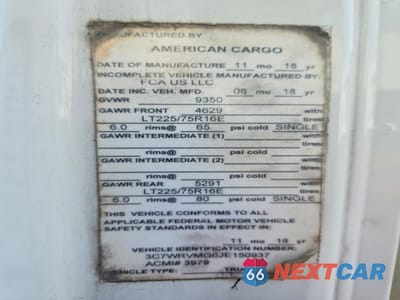 MANUFACTURED BY
AMERICAN CARGO
DATE OF MANUFACTURE 11 mo 18 yr
INCOMPLETE VEHICLE MANUFACTURED BY
FCA US LLC
DATE INC. VEH. MFD. 08 mo 18 yr
GVWR 9350
GAWR FRONT 4629 with
LT225/75R16E tires
6.0 rims@ 65 psi cold SINGLE
GAWR INTERMEDIATE (1) with
tires
rims@ psi cold
GAWR INTERMEDIATE (2) with
tires
rims@ psi cold
GAWR REAR 5291 with
LT225/75R16E tires
6.0 rims@ 80 psi cold SINGLE
THIS VEHICLE CONFORMS TO ALL
APPLICABLE FEDERAL MOTOR VEHICLE
SAFETY STANDARDS IN EFFECT IN:
11 mo 18 yr
VEHICLE IDENTIFICATION NUMBER:
3C7WRVMG6JE150937
ACMI# 3979
VEHICLE TYPE:
66 NEXTCAR